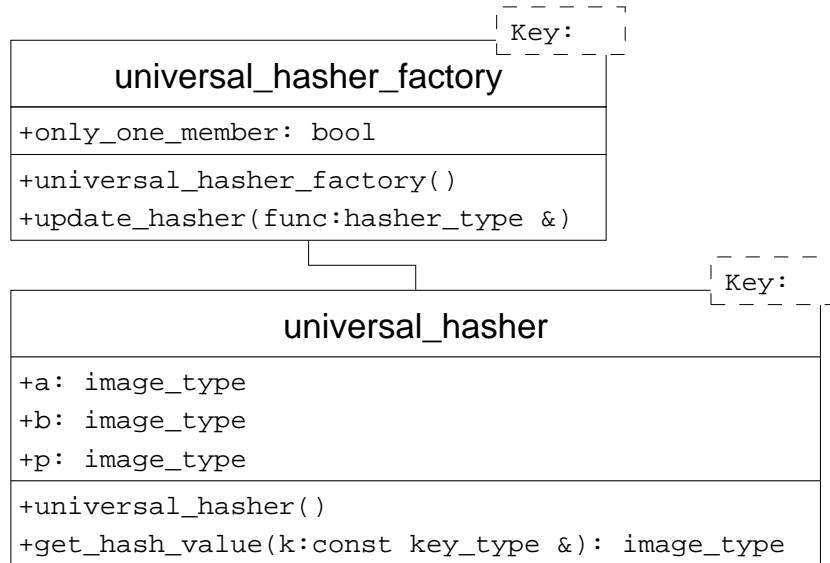 Key:
universal_hasher_factory
+only_one_member: bool
+universal_hasher_factory()
+update_hasher(func:hasher_type &)
Key:
universal_hasher
+a: image_type
+b: image_type
+p: image_type
+universal_hasher()
+get_hash_value(k:const key_type &): image_type